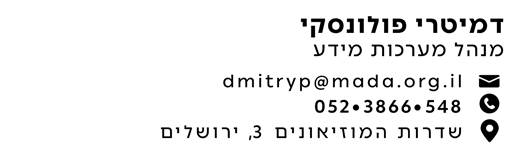 דמיטרי פולונסקי
מנהל מערכות מידע
dmitryp@mada.org.il
052•3866•548
שדרות המוזיאונים 3, ירושלים